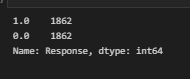 1.0    1862
0.0    1862
Name: Response, dtype: int64